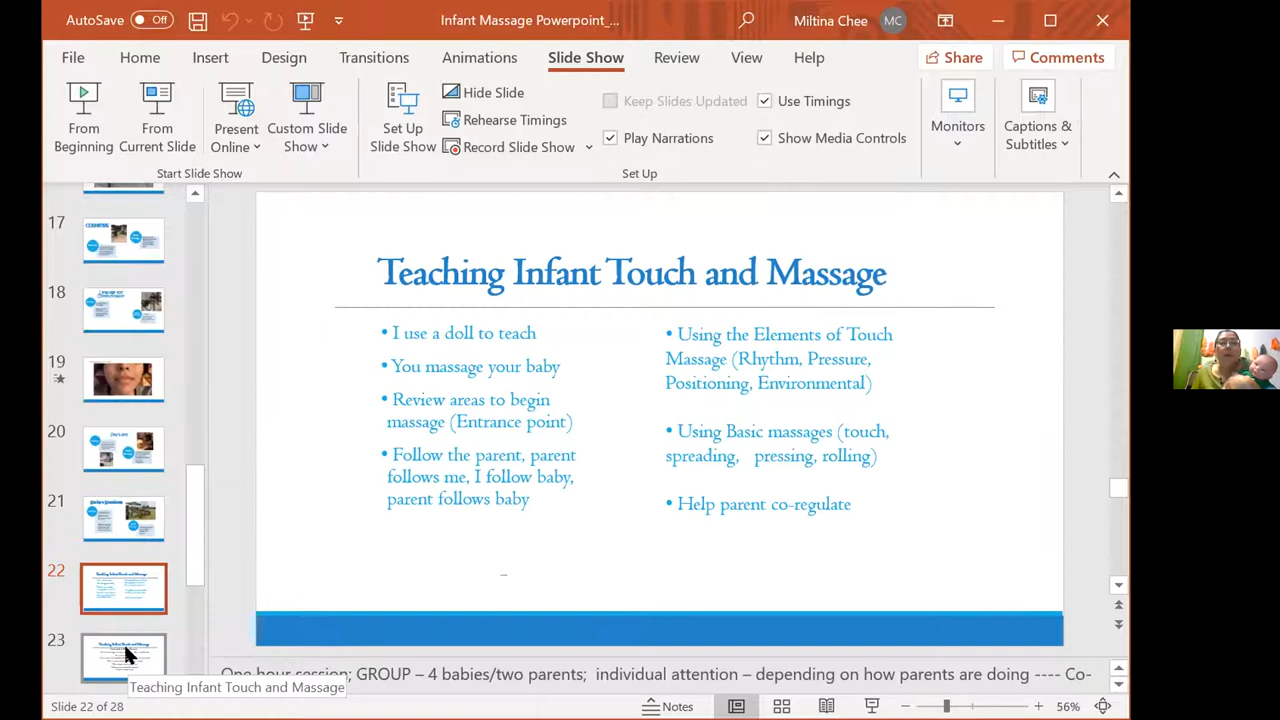 AutoSave Off Infant Massage Powerpoint_... Miltina Chee MC
File Home Insert Design Transitions Animations Slide Show Review View Help Share Comments
From Beginning
From Current Slide
Present Online
Custom Slide Show
Start Slide Show
Set Up Slide Show
Hide Slide
Rehearse Timings
Record Slide Show
Keep Slides Updated
Play Narrations
Use Timings
Show Media Controls
Set Up
Monitors
Captions & Subtitles
17
18
19
20
21
22
23
Teaching Infant Touch and Massage
• I use a doll to teach
• You massage your baby
• Review areas to begin
massage (Entrance point)
• Follow the parent, parent
follows me, I follow baby,
parent follows baby
• Using the Elements of Touch
Massage (Rhythm, Pressure,
Positioning, Environmental)
• Using Basic massages (touch,
spreading, pressing, rolling)
• Help parent co-regulate
One hour session; GROUP – 4 babies/two parents; individual attention – depending on how parents are doing ---- Co-
Teaching Infant Touch and Massage
Slide 22 of 28 Notes 56%